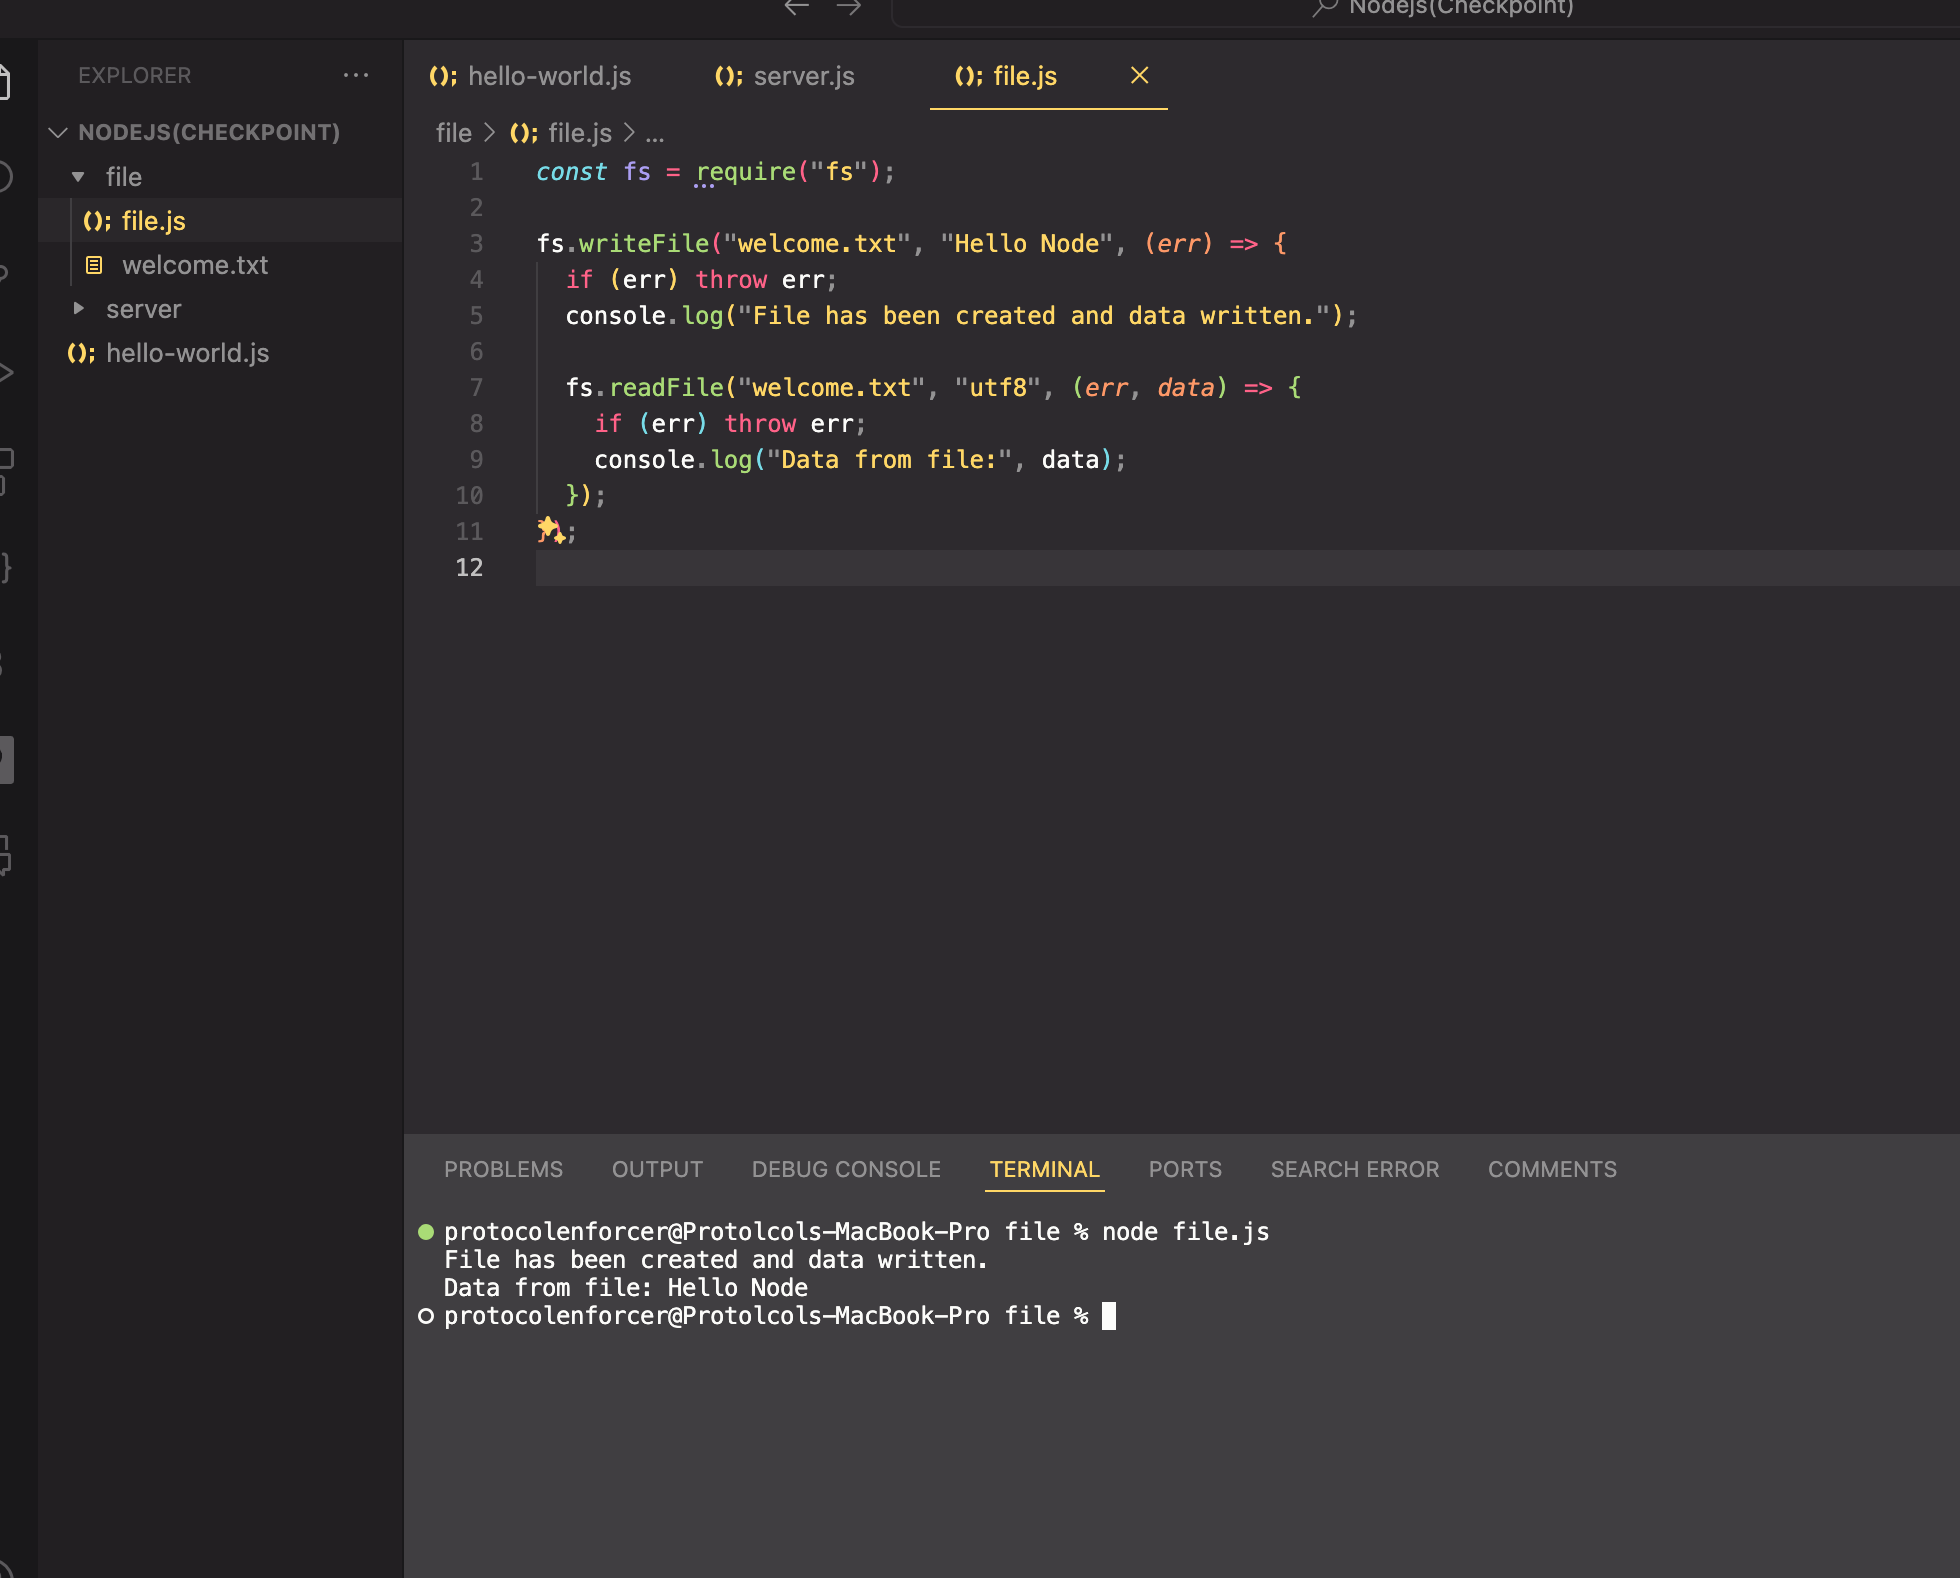 Nodejs(Checkpoint)
EXPLORER
NODEJS(CHECKPOINT)
file
file.js
welcome.txt
server
hello-world.js
hello-world.js
server.js
file.js
file > file.js > ...
1 const fs = require("fs");
2
3 fs.writeFile("welcome.txt", "Hello Node", (err) => {
4 if (err) throw err;
5 console.log("File has been created and data written.");
6
7 fs.readFile("welcome.txt", "utf8", (err, data) => {
8 if (err) throw err;
9 console.log("Data from file:", data);
10 });
11 });
12
PROBLEMS OUTPUT DEBUG CONSOLE TERMINAL PORTS SEARCH ERROR COMMENTS
protocolenforcer@Protolcols-MacBook-Pro file % node file.js
File has been created and data written.
Data from file: Hello Node
protocolenforcer@Protolcols-MacBook-Pro file %